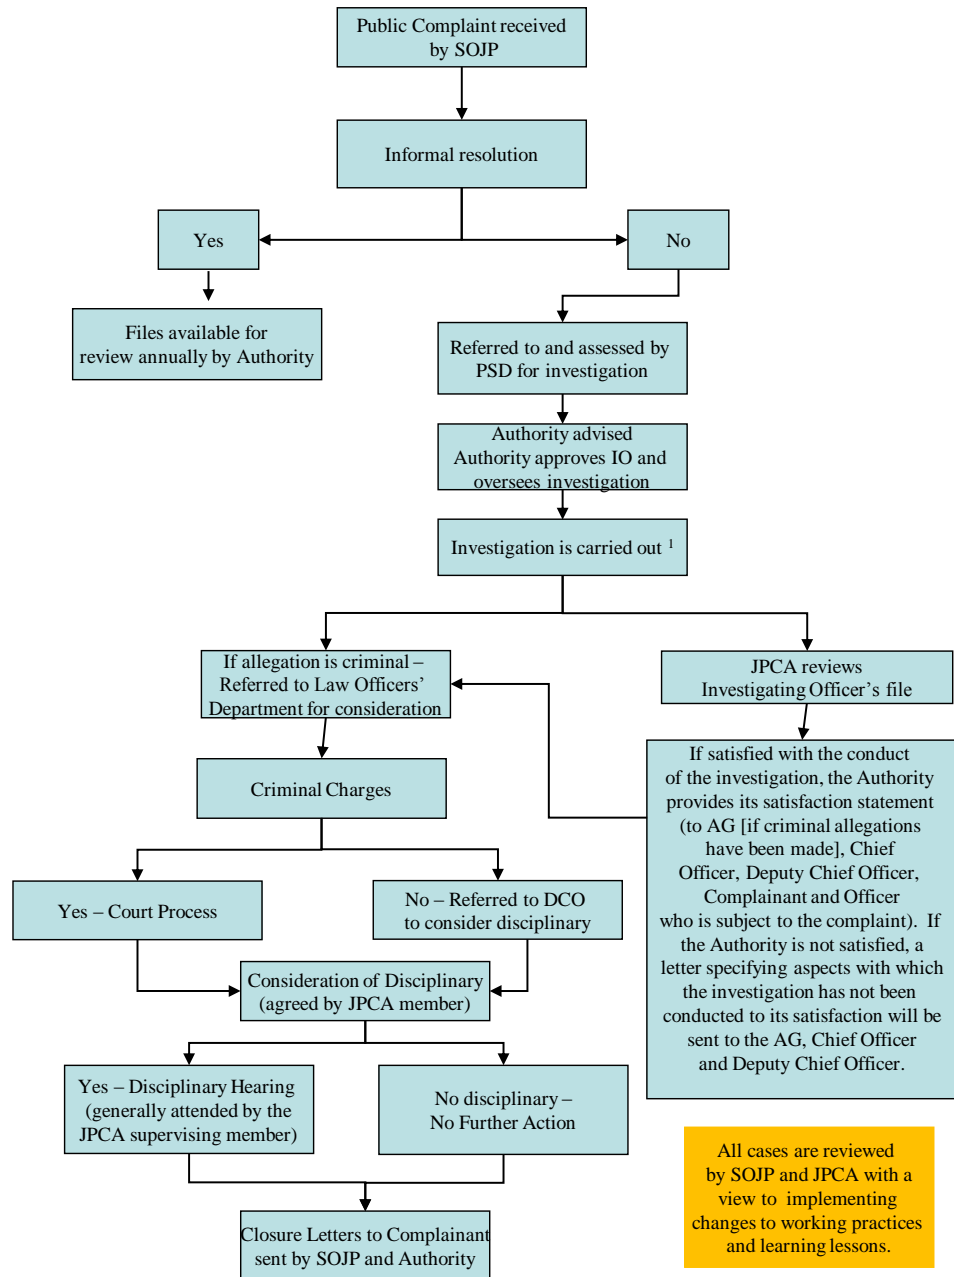 Public Complaint received
by SOJP
Informal resolution
Yes
No
Files available for
review annually by Authority
Referred to and assessed by
PSD for investigation
Authority advised
Authority approves IO and
oversees investigation
Investigation is carried out ¹
If allegation is criminal –
Referred to Law Officers’
Department for consideration
JPCA reviews
Investigating Officer’s file
Criminal Charges
If satisfied with the conduct
of the investigation, the Authority
provides its satisfaction statement
(to AG [if criminal allegations
have been made], Chief
Officer, Deputy Chief Officer,
Complainant and Officer
who is subject to the complaint). If
the Authority is not satisfied, a
letter specifying aspects with which
the investigation has not been
conducted to its satisfaction will be
sent to the AG, Chief Officer
and Deputy Chief Officer.
Yes – Court Process
No – Referred to DCO
to consider disciplinary
Consideration of Disciplinary
(agreed by JPCA member)
Yes – Disciplinary Hearing
(generally attended by the
JPCA supervising member)
No disciplinary –
No Further Action
Closure Letters to Complainant
sent by SOJP and Authority
All cases are reviewed
by SOJP and JPCA with a
view to implementing
changes to working practices
and learning lessons.